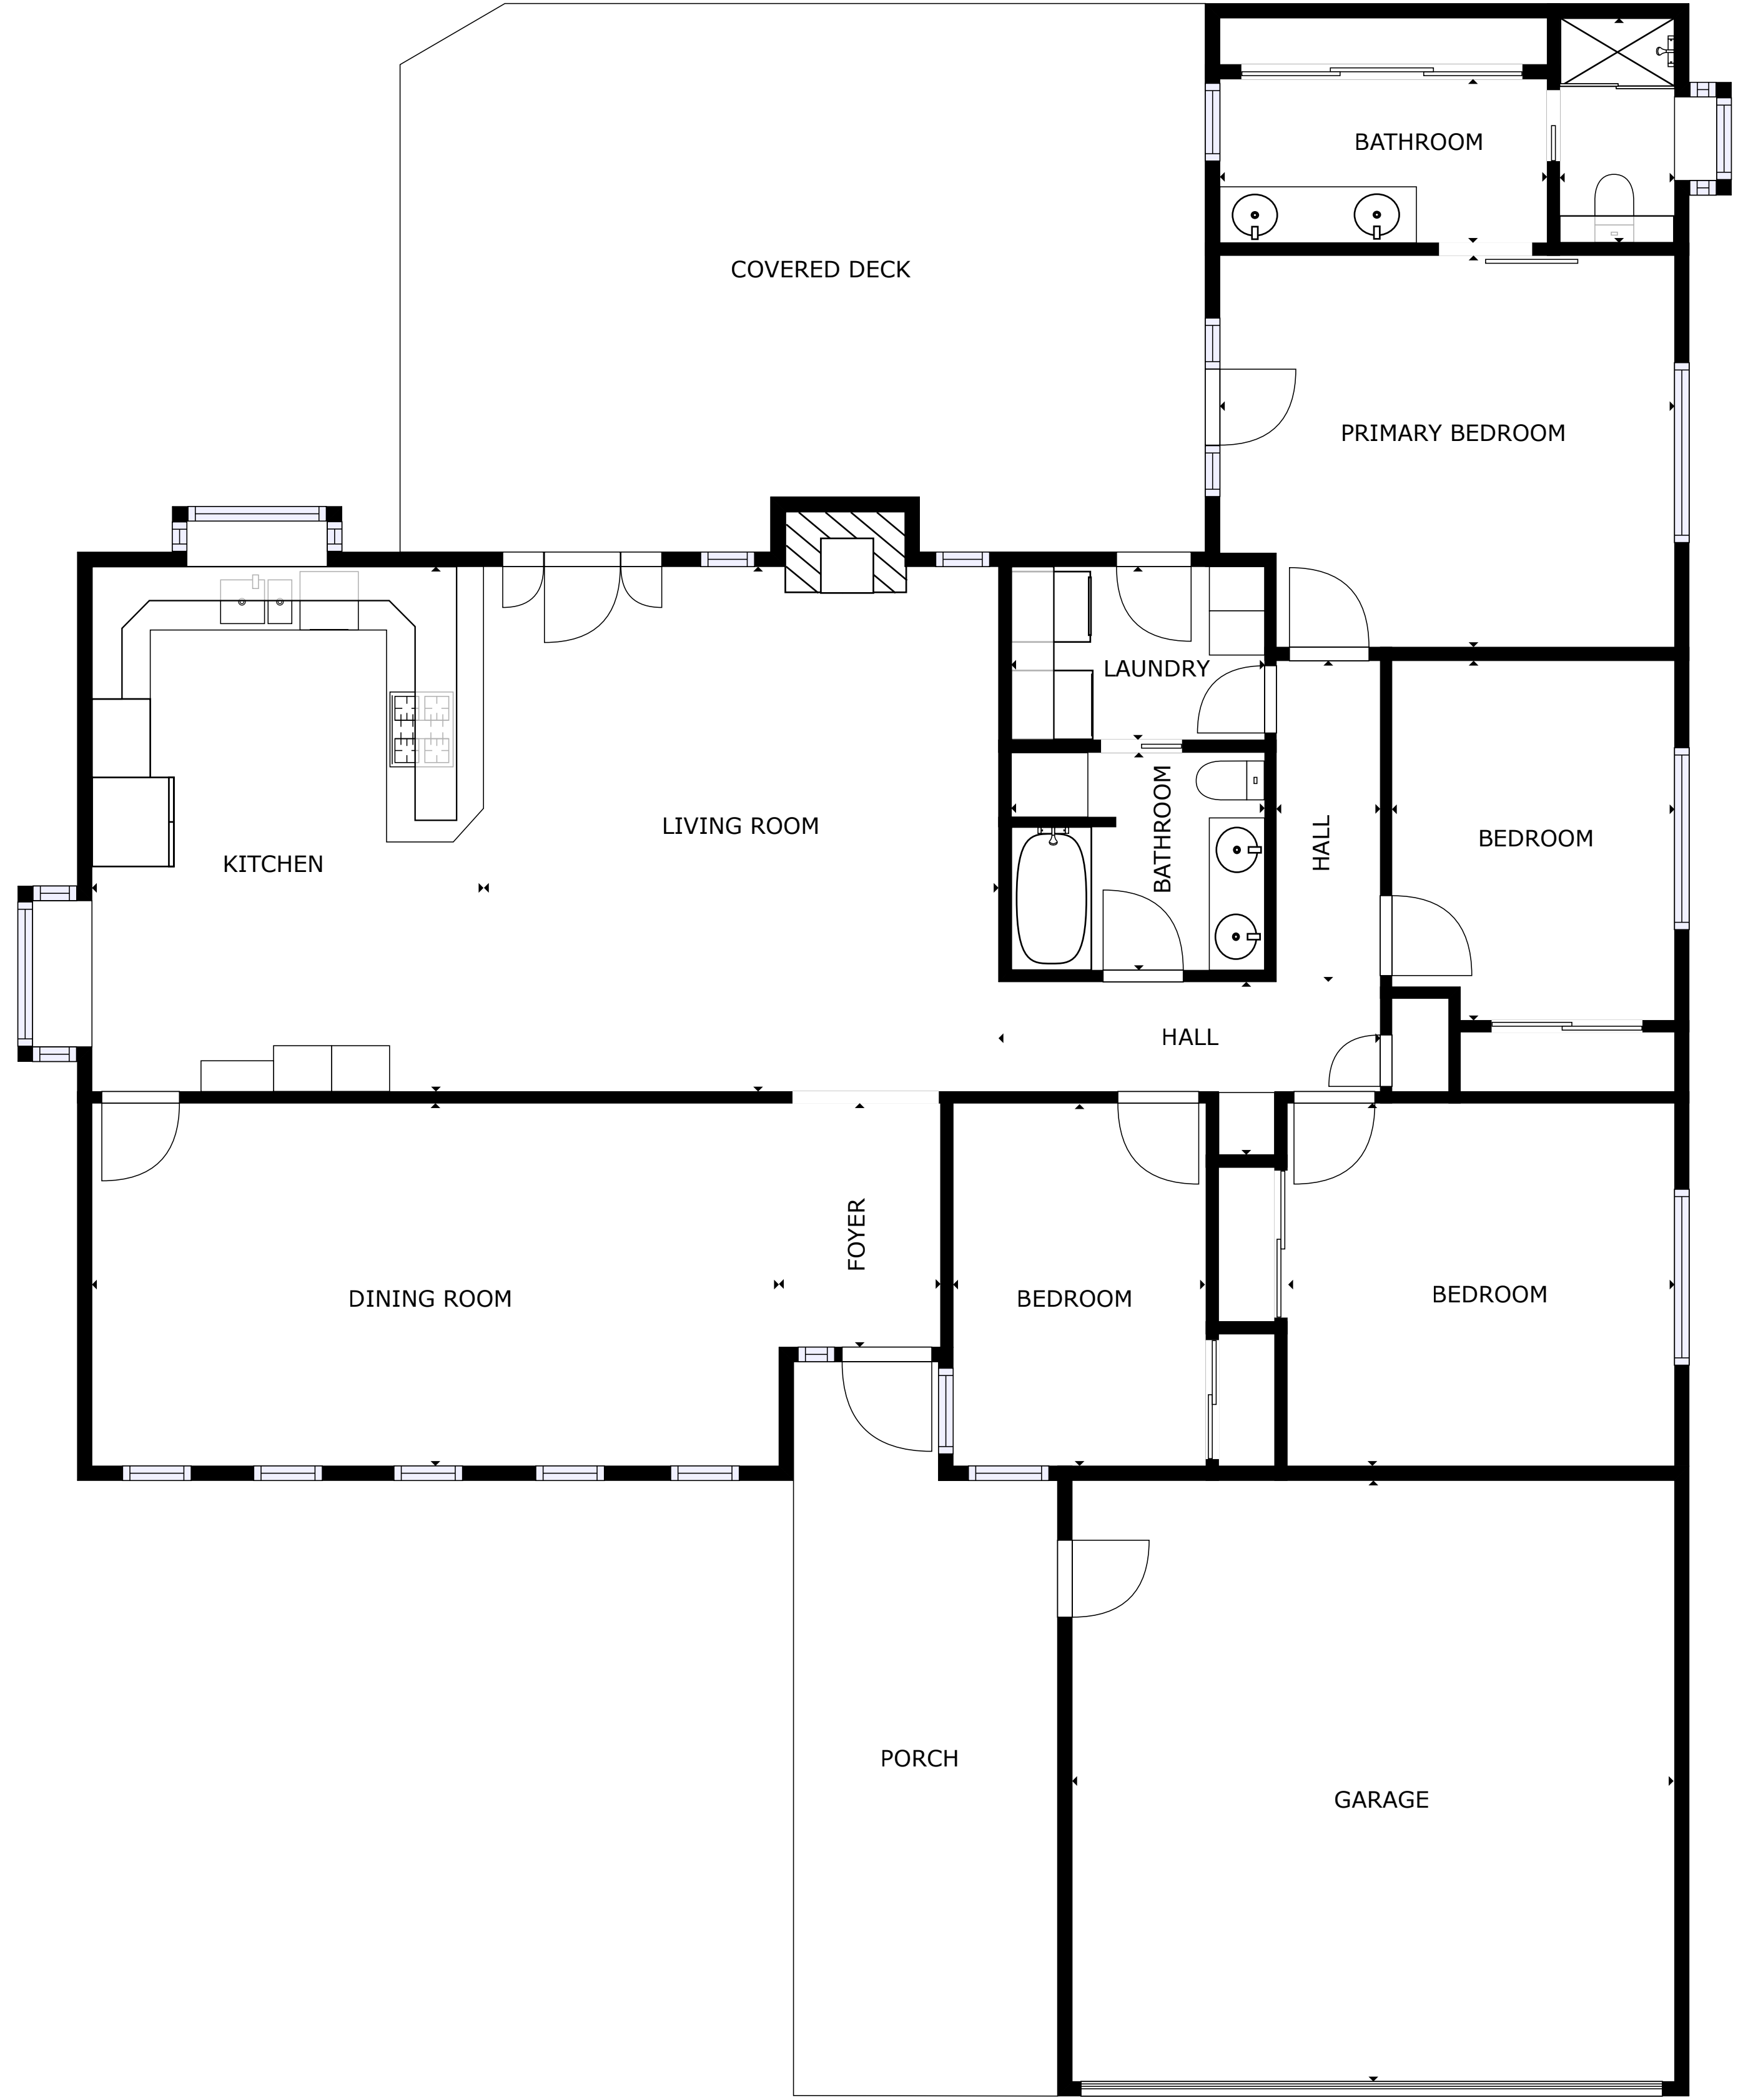 BATHROOM
COVERED DECK
PRIMARY BEDROOM
LAUNDRY
LIVING ROOM
BATHROOM
HALL
BEDROOM
KITCHEN
HALL
FOYER
DINING ROOM
BEDROOM
BEDROOM
PORCH
GARAGE